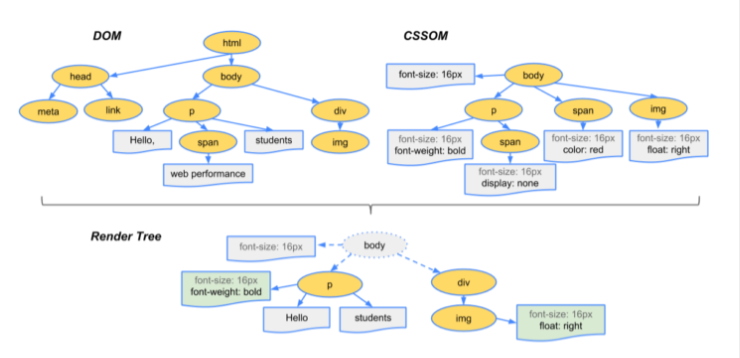 DOM
CSSOM
html
head
body
meta
link
p
div
Hello,
span
students
img
web performance
font-size: 16px
body
p
span
img
font-size: 16px
font-weight: bold
span
font-size: 16px
color: red
font-size: 16px
float: right
font-size: 16px
display: none
Render Tree
font-size: 16px
body
font-size: 16px
font-weight: bold
p
div
Hello
students
img
font-size: 16px
float: right